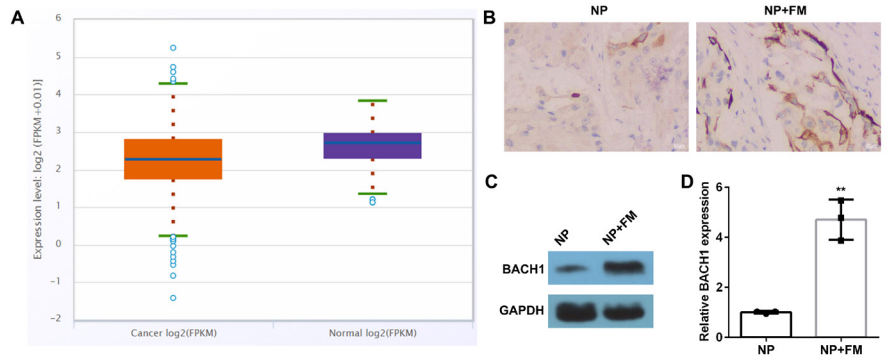 A
Expression level: log2 (FPKM+0.01)]
6
5
4
3
2
1
0
-1
-2
Cancer log2(FPKM)
Normal log2(FPKM)
B
NP
NP+FM
C
NP
NP+FM
BACH1
GAPDH
D
Relative BACH1 expression
6
4
2
0
**
NP
NP+FM